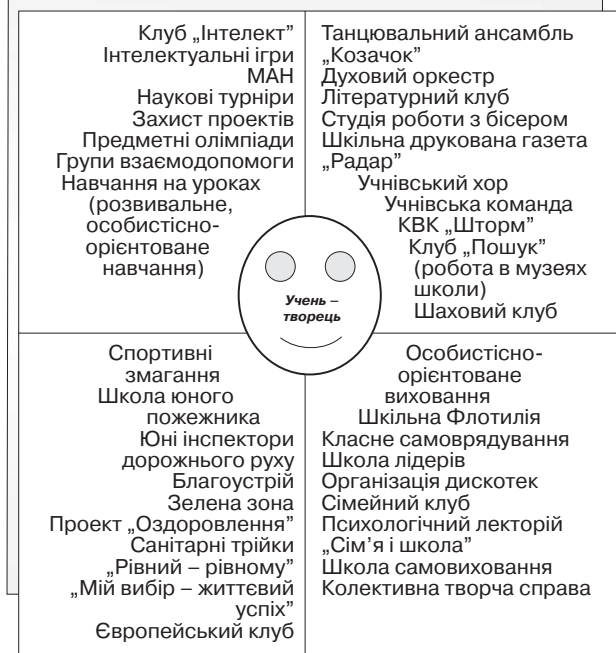 Клуб „Інтелект”
Інтелектуальні ігри
МАН
Наукові турніри
Захист проектів
Предметні олімпіади
Групи взаємодопомоги
Навчання на уроках
(розвивальне,
особистісно-
орієнтоване
навчання)
Танцювальний ансамбль
„Козачок”
Духовий оркестр
Літературний клуб
Студія роботи з бісером
Шкільна друкована газета
„Радар”
Учнівський хор
Учнівська команда
КВК „Шторм”
Клуб „Пошук”
(робота в музеях
школи)
Шаховий клуб
Учень –
творець
Спортивні
змагання
Школа юного
пожежника
Юні інспектори
дорожнього руху
Благоустрій
Зелена зона
Проект „Оздоровлення”
Санітарні трійки
„Рівний – рівному”
„Мій вибір – життєвий
успіх”
Європейський клуб
Особистісно-
орієнтоване
виховання
Шкільна Флотилія
Класне самоврядування
Школа лідерів
Організація дискотек
Сімейний клуб
Психологічний лекторій
„Сім’я і школа”
Школа самовиховання
Колективна творча справа